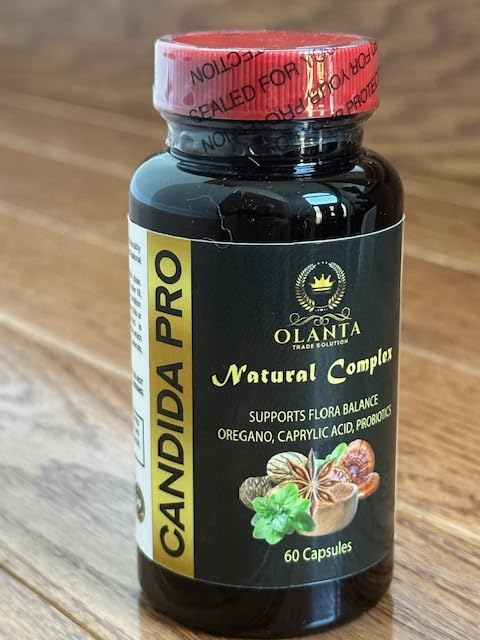 SEALED FOR YOUR
PROTECTION
CANDIDA PRO
OLANTA
TRADE SOLUTION
Natural Complex
SUPPORTS FLORA BALANCE
OREGANO, CAPRYLIC ACID, PROBIOTICS
60 Capsules